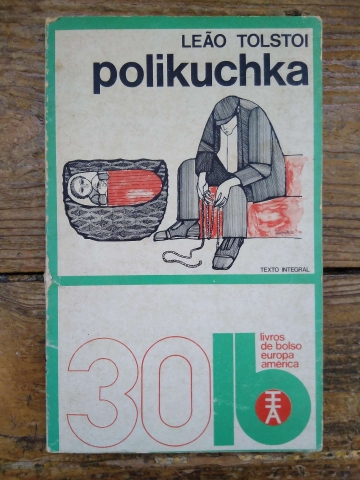 LEÃO TOLSTOI
polikuchka
TEXTO INTEGRAL
30
lb
livros
de bolso
europa
américa